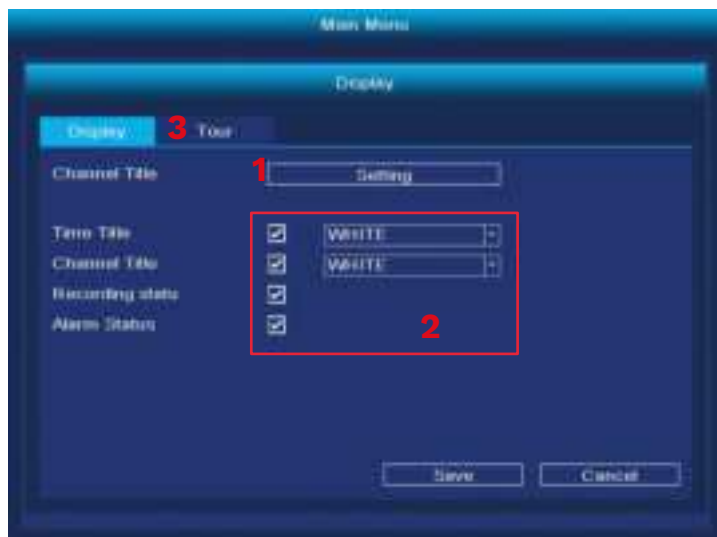 Main Menu
Display
Display 3 Tour
Channel Title 1 Setting
Time Title WHITE
Channel Title WHITE
Recording statu
Alarm Status 2
Save Cancel